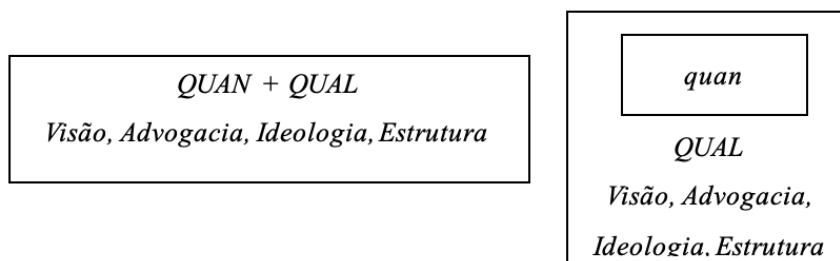 QUAN + QUAL
Visão, Advogacia, Ideologia, Estrutura
quan
QUAL
Visão, Advogacia,
Ideologia, Estrutura